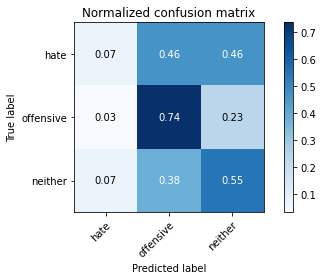 Normalized confusion matrix
hate 0.07 0.46 0.46
offensive 0.03 0.74 0.23
neither 0.07 0.38 0.55
hate offensive neither
True label
Predicted label
0.7
0.6
0.5
0.4
0.3
0.2
0.1